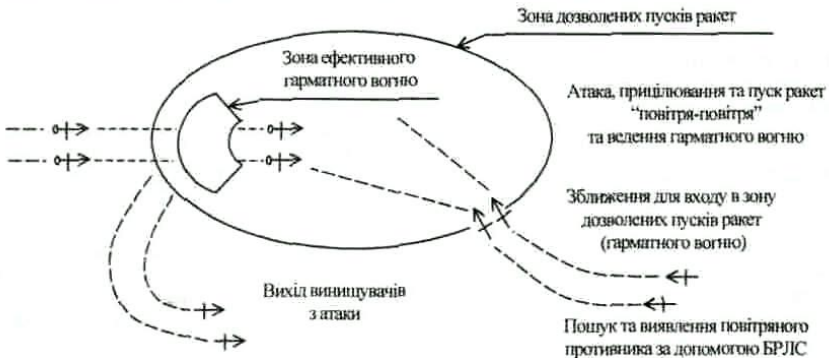 Зона дозволених пусків ракет
Зона ефективного
гарматного вогню
Атака, прицілювання та пуск ракет
“повітря-повітря”
та ведення гарматного вогню
Зближення для входу в зону
дозволених пусків ракет
(гарматного вогню)
Вихід винищувачів
з атаки
Пошук та виявлення повітряного
противника за допомогою БРЛС